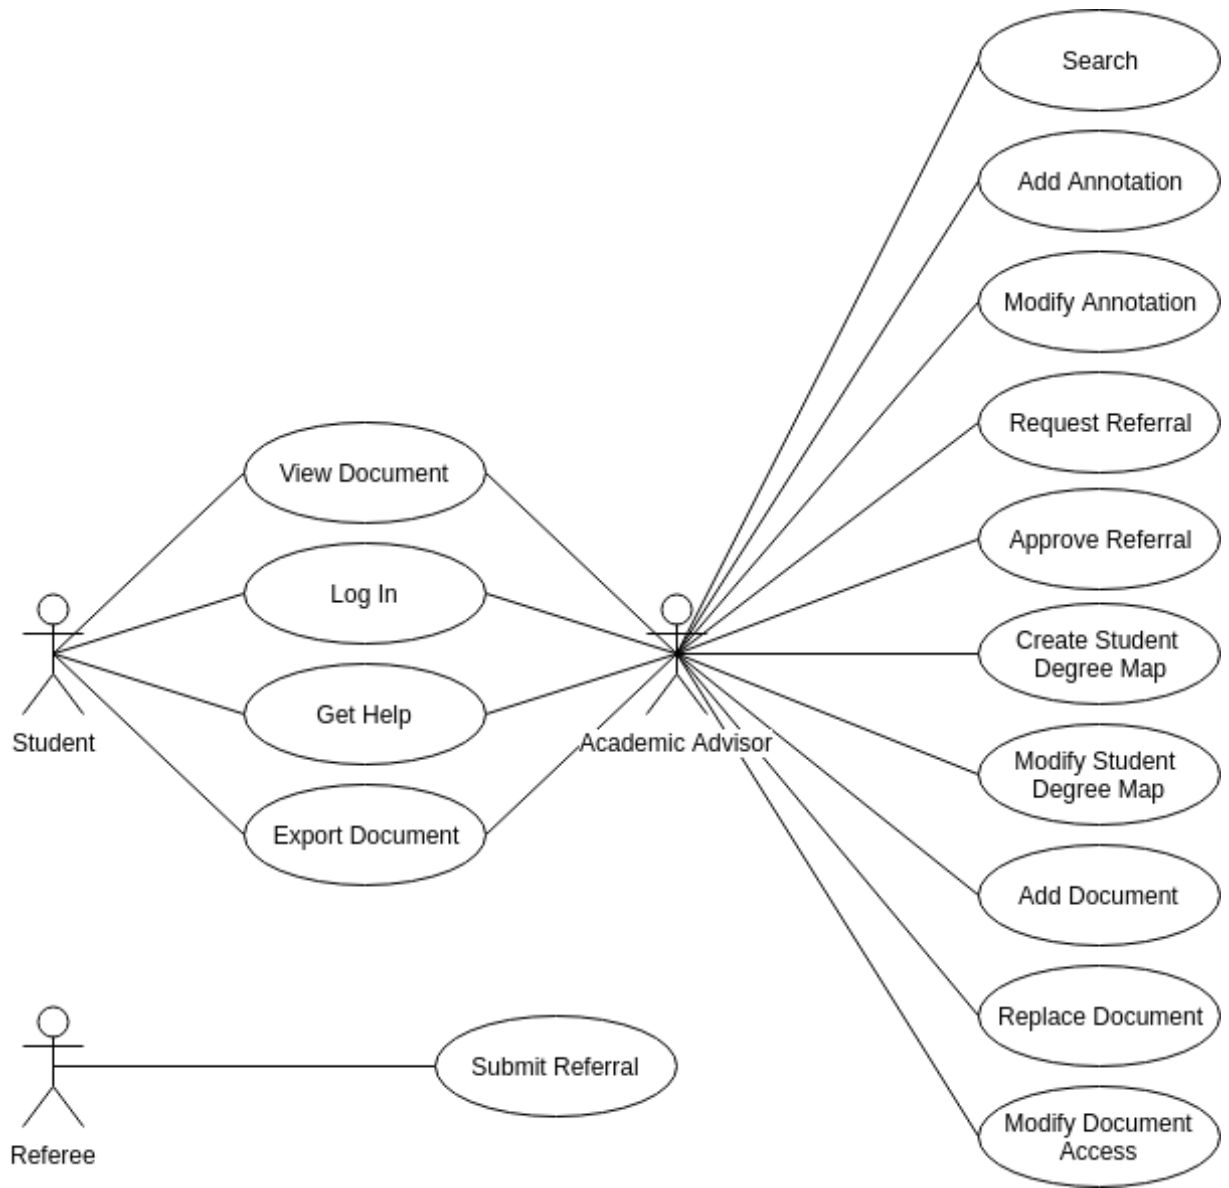 Search
Add Annotation
Modify Annotation
Request Referral
View Document
Approve Referral
Log In
Create Student
Degree Map
Get Help
Student
Academic Advisor
Modify Student
Degree Map
Export Document
Add Document
Replace Document
Submit Referral
Modify Document
Access
Referee